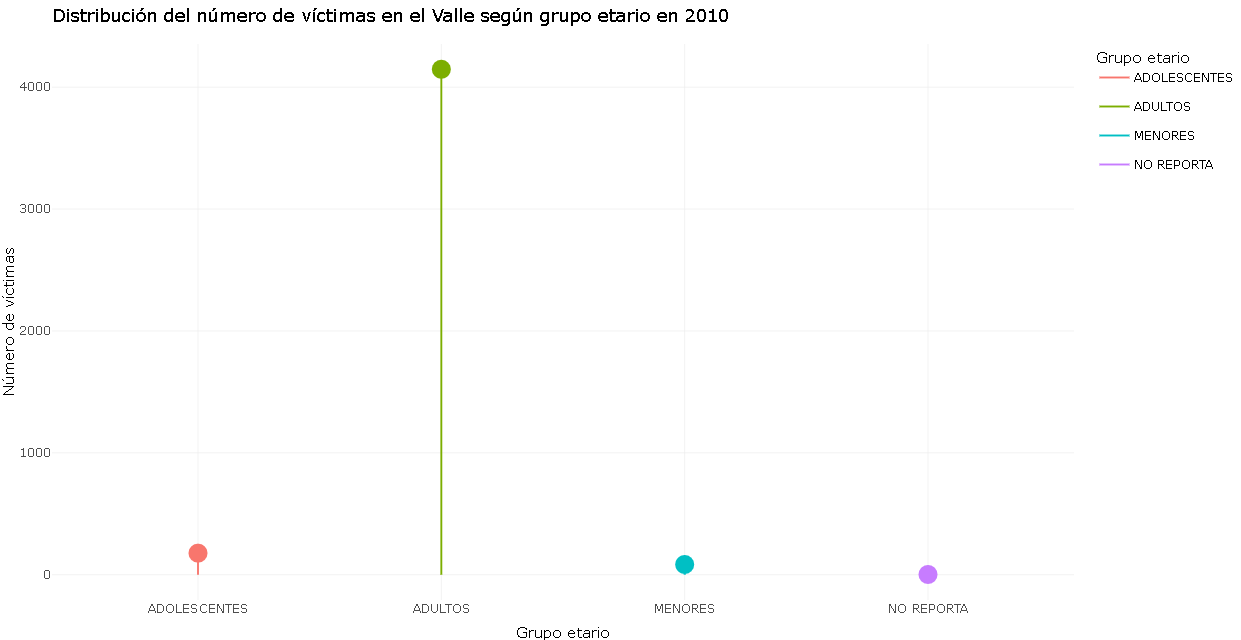 Distribución del número de víctimas en el Valle según grupo etario en 2010
Grupo etario
ADOLESCENTES
ADULTOS
MENORES
NO REPORTA
Número de víctimas
4000
3000
2000
1000
0
ADOLESCENTES
ADULTOS
MENORES
NO REPORTA
Grupo etario